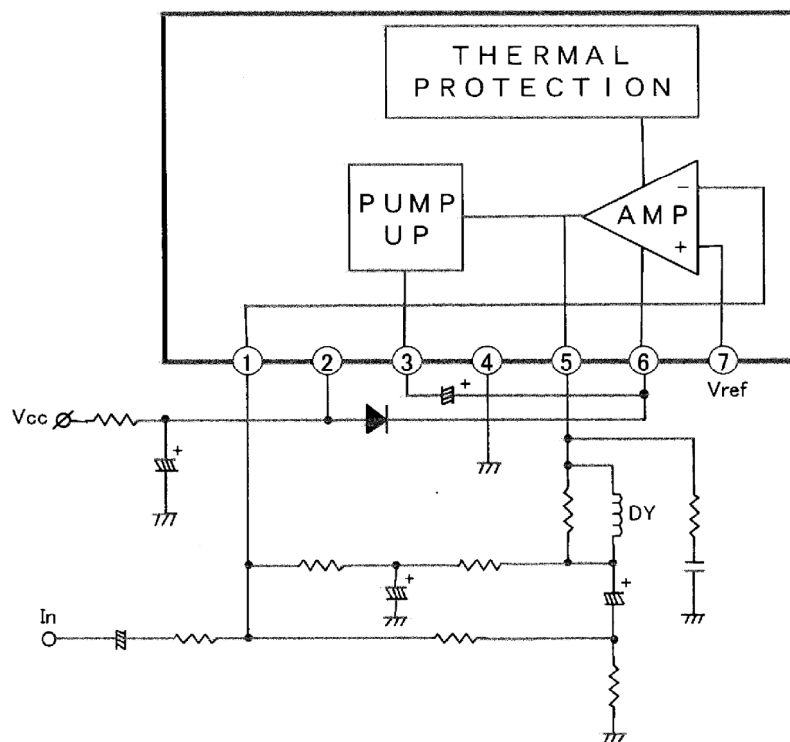 THERMAL
PROTECTION
PUMP
UP
AMP
−
+
1 2 3 4 5 6 7
Vref
+
Vcc
+
DY
+
+
In